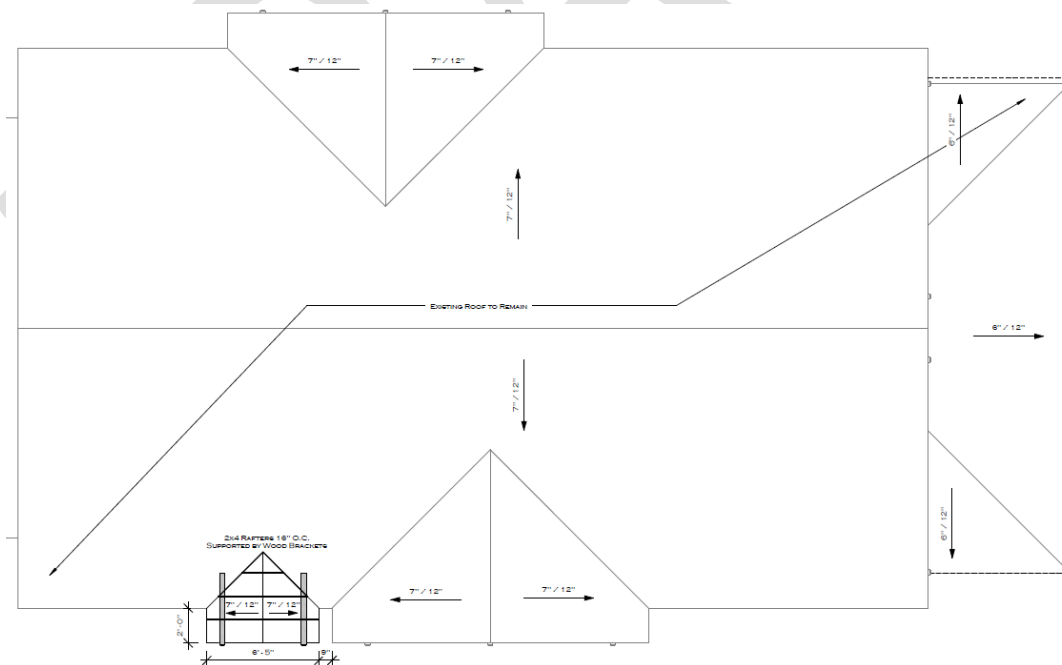 7" / 12"
7" / 12"
6" / 12"
7" / 12"
Existing Roof to Remain
6" / 12"
7" / 12"
2x4 Rafters 16" O.C.
Supported by Wood Brackets
6" / 12"
7" / 12"
7" / 12"
7" / 12"
7" / 12"
2'-0"
6'-5"
9"